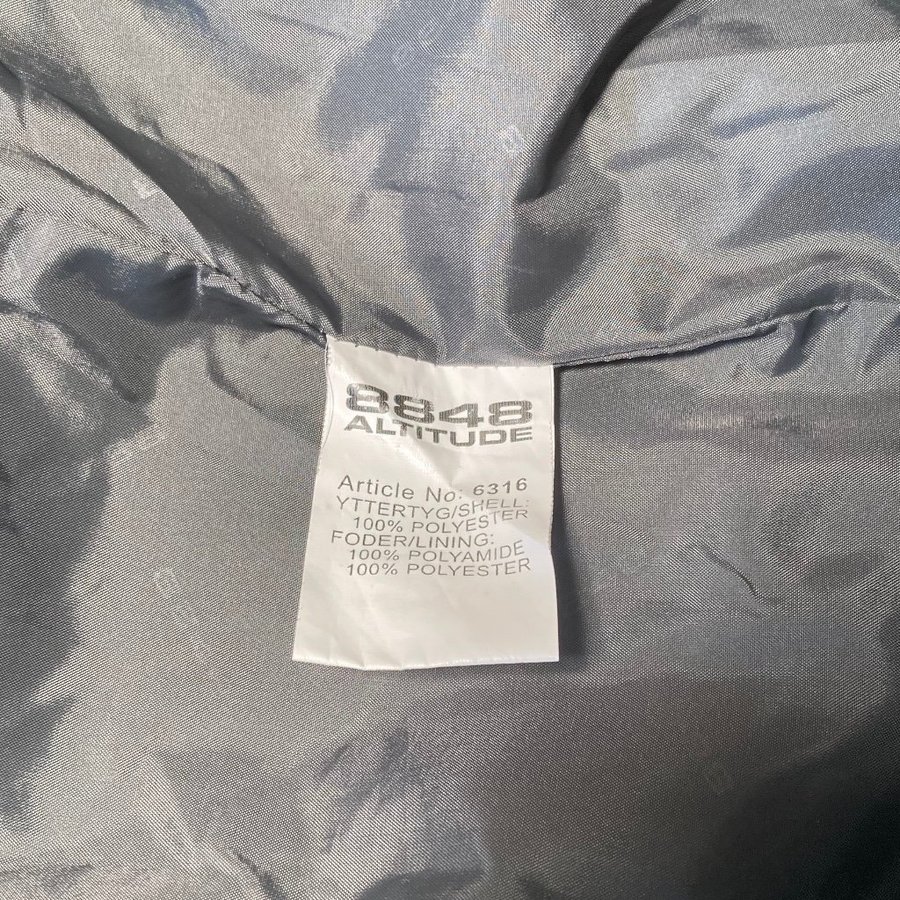 8848
ALTITUDE
Article No: 6316
YTTERTYG/SHELL:
100% POLYESTER
FODER/LINING:
100% POLYAMIDE
100% POLYESTER